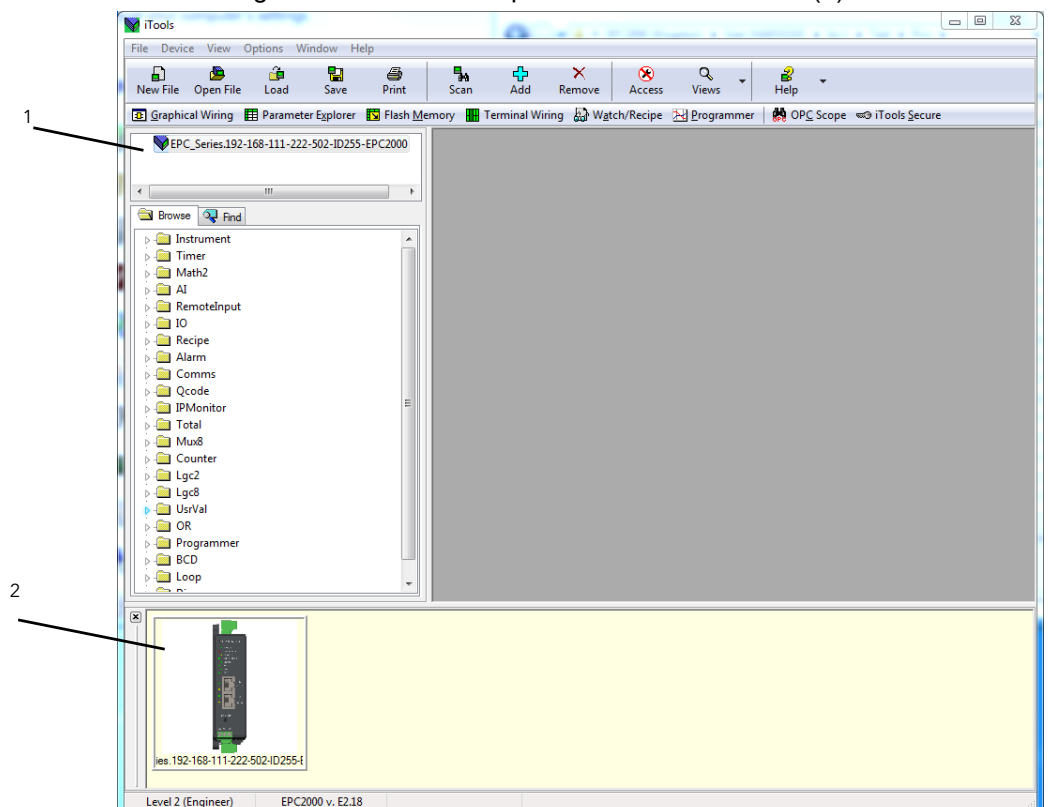 iTools
File Device View Options Window Help
New File Open File Load Save Print Scan Add Remove Access Views Help
Graphical Wiring Parameter Explorer Flash Memory Terminal Wiring Watch/Recipe Programmer OPC Scope iTools Secure
1
EPC_Series.192-168-111-222-502-ID255-EPC2000
Browse Find
Instrument
Timer
Math2
AI
RemoteInput
IO
Recipe
Alarm
Comms
Qcode
IPMonitor
Total
Mux8
Counter
Lgc2
Lgc8
UsrVal
OR
Programmer
BCD
Loop
2
ies.192-168-111-222-502-ID255-E
Level 2 (Engineer) EPC2000 v. E2.18